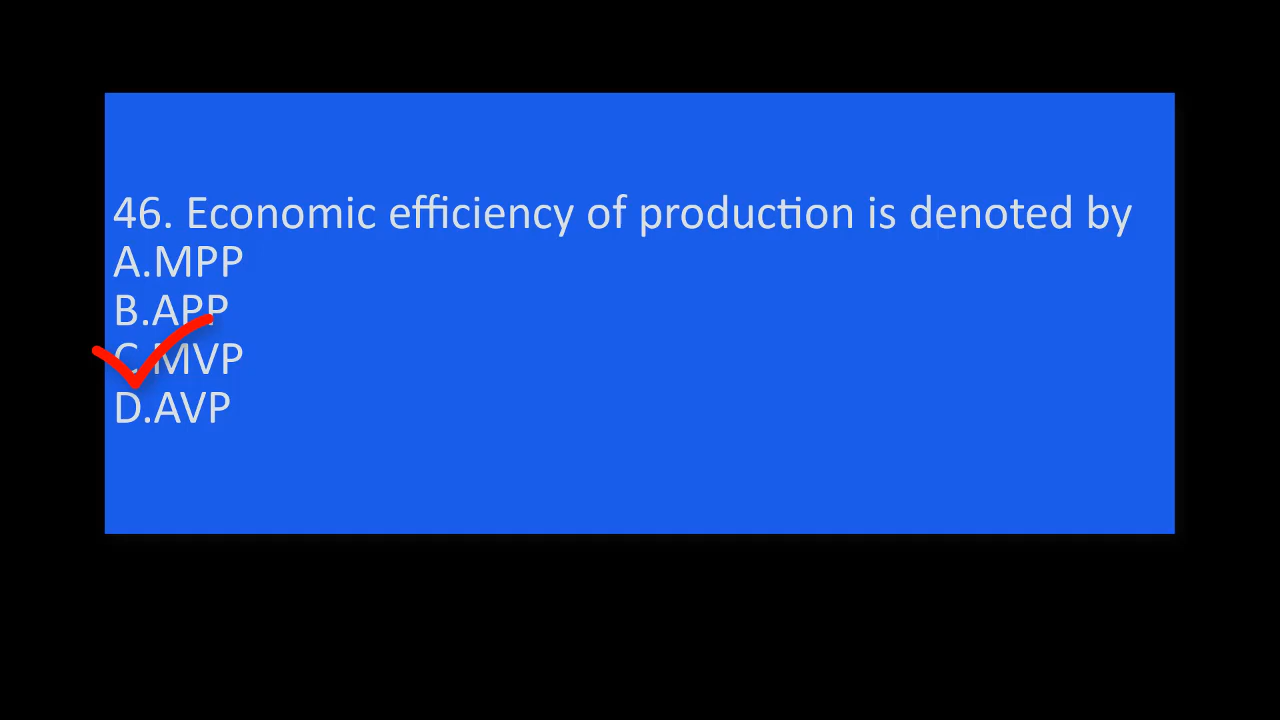 46. Economic efficiency of production is denoted by
A.MPP
B.APP
C.MVP
D.AVP